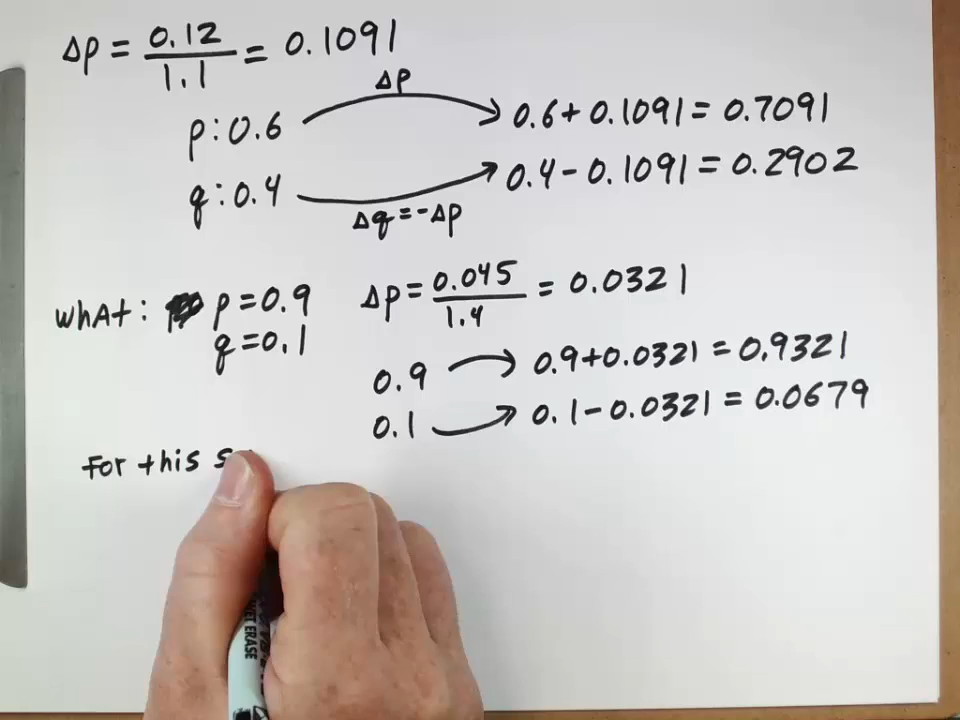 Δp = 0.12 / 1.1 = 0.1091
Δp
p: 0.6 → 0.6 + 0.1091 = 0.7091
q: 0.4 → 0.4 - 0.1091 = 0.2902
Δq = -Δp
WhAt: p = 0.9 Δp = 0.045 / 1.4 = 0.0321
q = 0.1
0.9 → 0.9 + 0.0321 = 0.9321
0.1 → 0.1 - 0.0321 = 0.0679
For this
WET ERASE